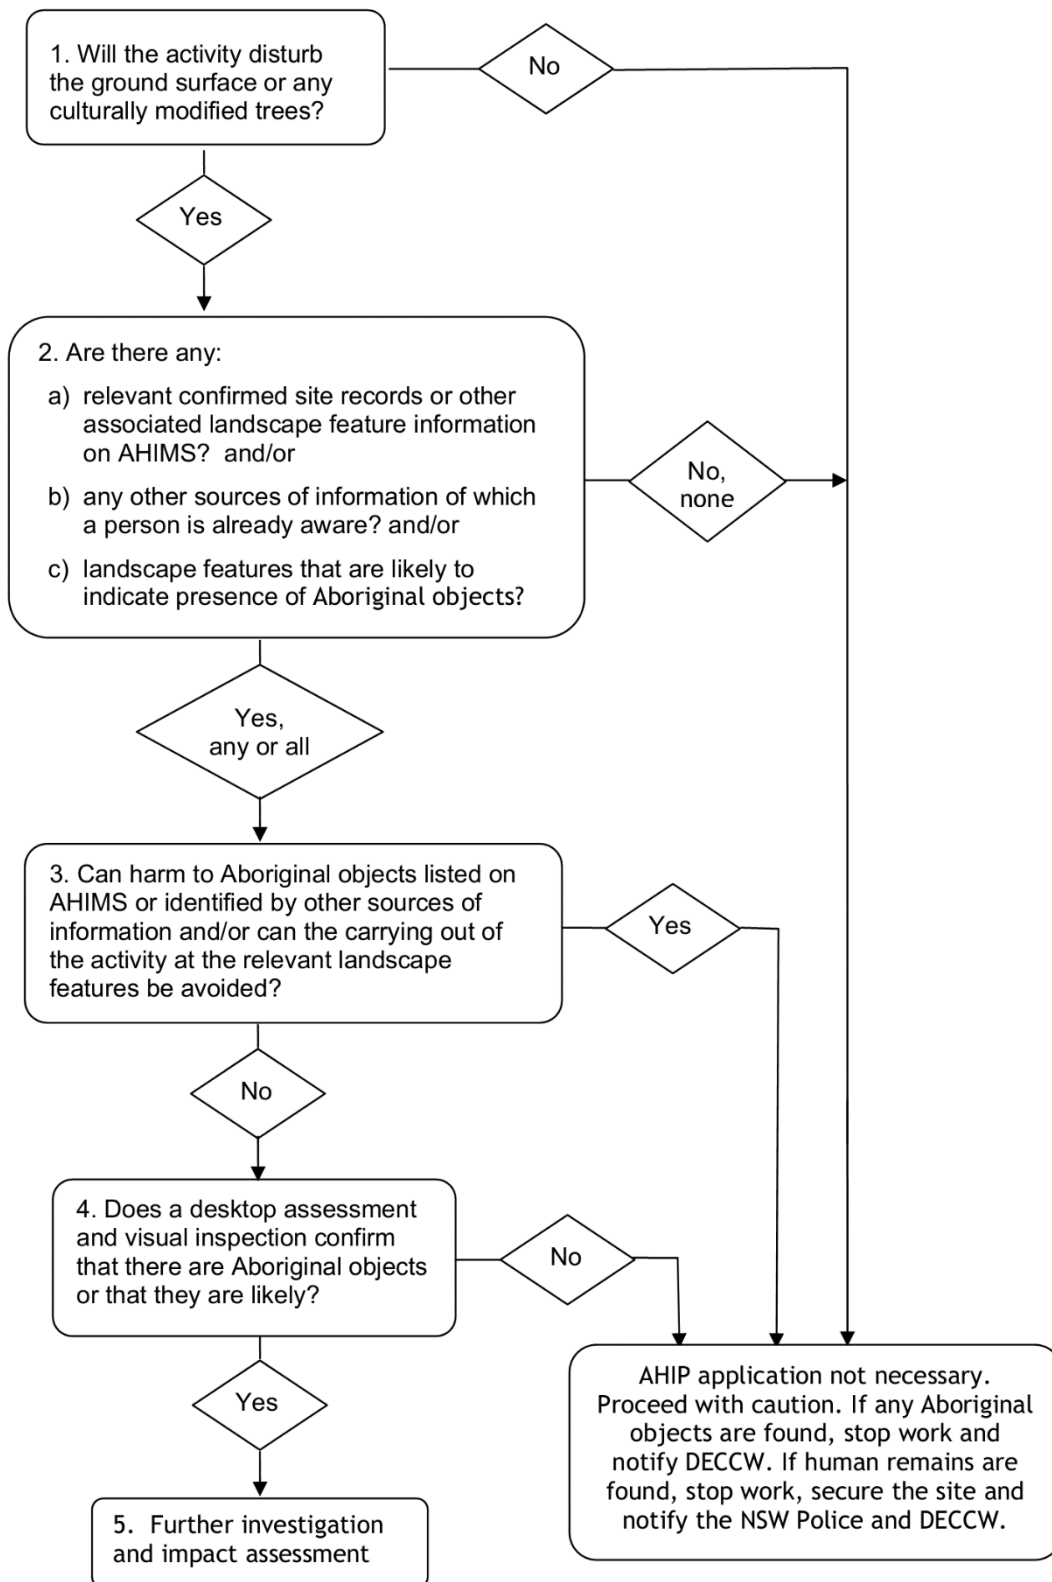 1. Will the activity disturb
the ground surface or any
culturally modified trees?
No
Yes
2. Are there any:
a) relevant confirmed site records or other
associated landscape feature information
on AHIMS? and/or
b) any other sources of information of which
a person is already aware? and/or
c) landscape features that are likely to
indicate presence of Aboriginal objects?
No,
none
Yes,
any or all
3. Can harm to Aboriginal objects listed on
AHIMS or identified by other sources of
information and/or can the carrying out of
the activity at the relevant landscape
features be avoided?
Yes
No
4. Does a desktop assessment
and visual inspection confirm
that there are Aboriginal objects
or that they are likely?
No
Yes
AHIP application not necessary.
Proceed with caution. If any Aboriginal
objects are found, stop work and
notify DECCW. If human remains are
found, stop work, secure the site and
notify the NSW Police and DECCW.
5. Further investigation
and impact assessment